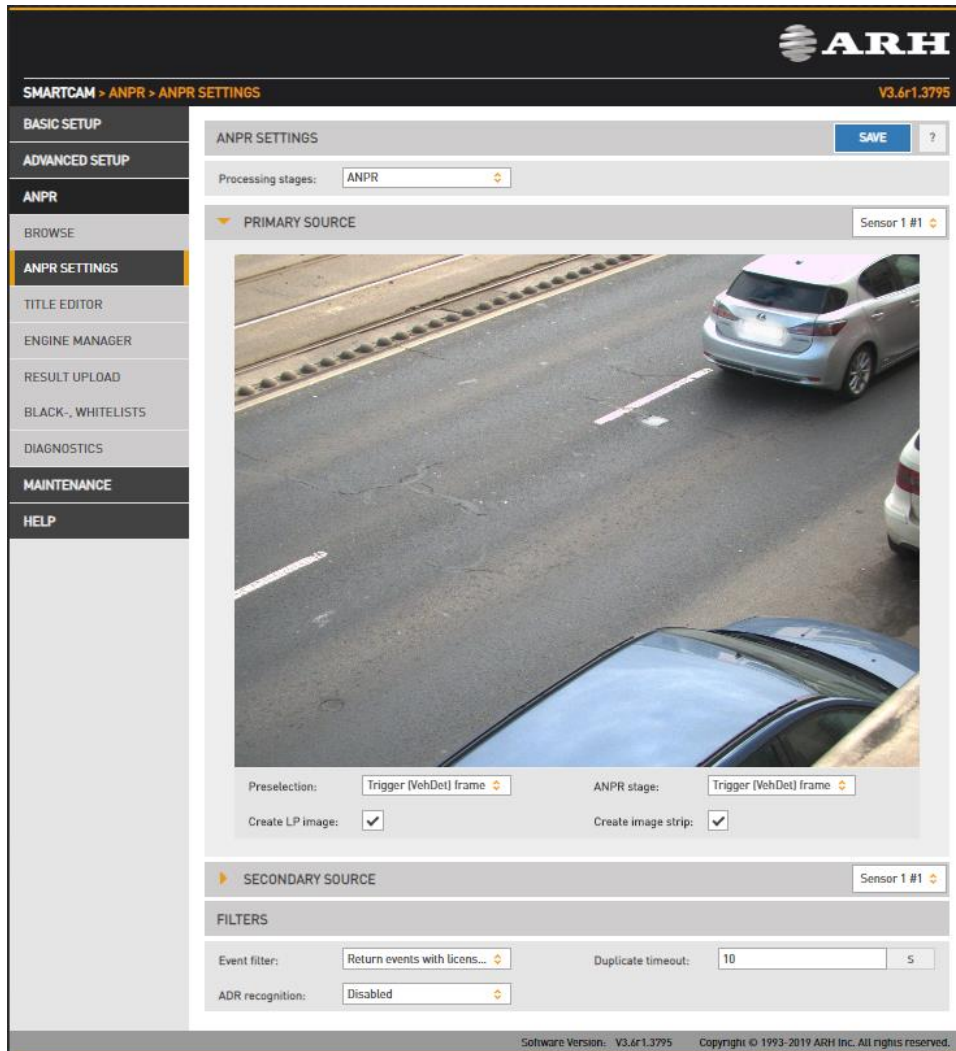 ARH
SMARTCAM > ANPR > ANPR SETTINGS V3.6r1.3795
BASIC SETUP
ADVANCED SETUP
ANPR
BROWSE
ANPR SETTINGS
TITLE EDITOR
ENGINE MANAGER
RESULT UPLOAD
BLACK-, WHITELISTS
DIAGNOSTICS
MAINTENANCE
HELP
ANPR SETTINGS SAVE ?
Processing stages: ANPR
PRIMARY SOURCE Sensor 1 #1
Preselection: Trigger (VehDet) frame ANPR stage: Trigger (VehDet) frame
Create LP image: Create image strip:
SECONDARY SOURCE Sensor 1 #1
FILTERS
Event filter: Return events with licens... Duplicate timeout: 10 S
ADR recognition: Disabled
Software Version: V3.6r1.3795 Copyright © 1993-2019 ARH Inc. All rights reserved.